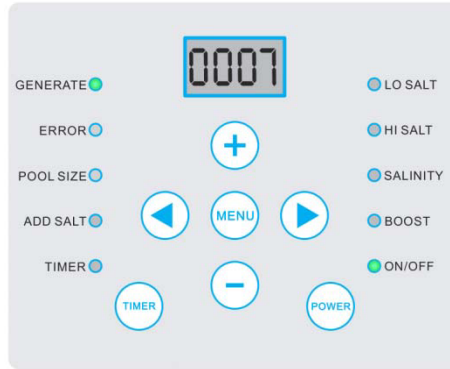 0007
GENERATE
LO SALT
ERROR
HI SALT
+
POOL SIZE
SALINITY
MENU
ADD SALT
BOOST
TIMER
ON/OFF
−
TIMER
POWER